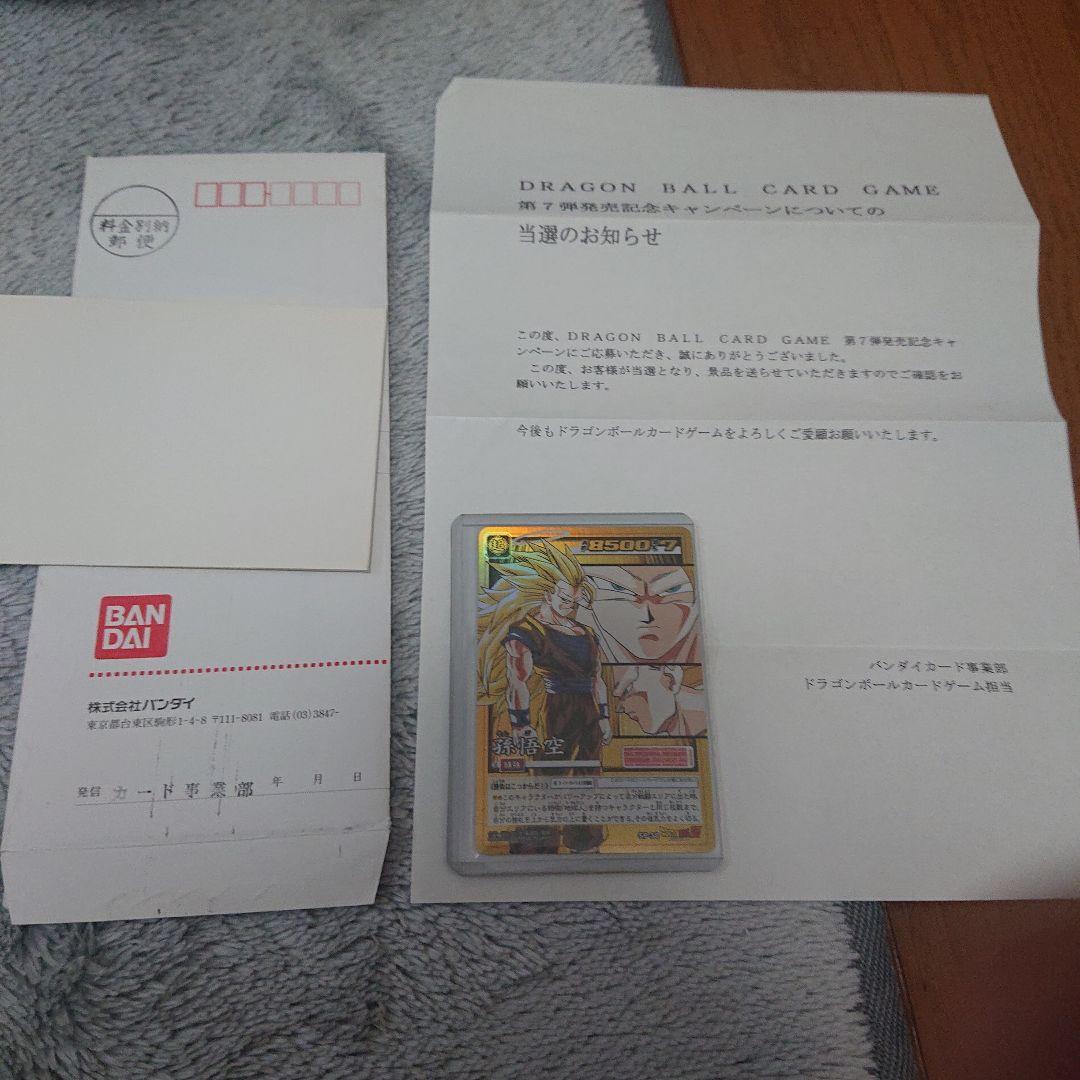 料金別納
郵便
BAN
DAI
株式会社バンダイ
東京都台東区駒形1-4-8 〒111-8081 電話(03)3847-
発信 カード事業部 年 月 日
DRAGON BALL CARD GAME
第7弾発売記念キャンペーンについての
当選のお知らせ
この度、DRAGON BALL CARD GAME 第7弾発売記念キャ
ンペーンにご応募いただき、誠にありがとうございました。
この度、お客様が当選となり、景品を送らせていただきますのでご確認をお
願いいたします。
今後もドラゴンボールカードゲームをよろしくご愛顧お願いいたします。
バンダイカード事業部
ドラゴンボールカードゲーム担当
8500 7
孫悟空